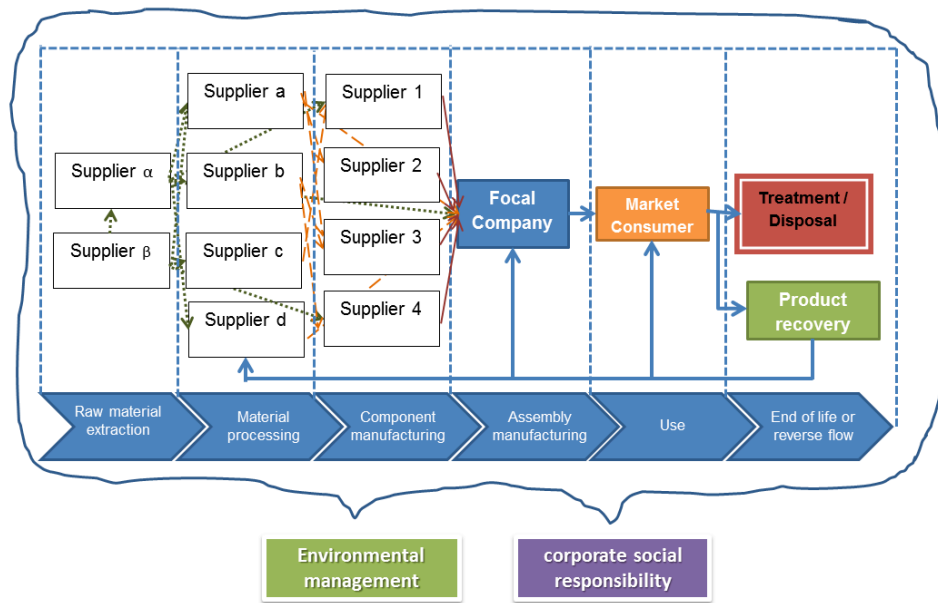 Supplier a
Supplier 1
Supplier α
Supplier b
Supplier 2
Focal
Company
Market
Consumer
Treatment /
Disposal
Supplier β
Supplier c
Supplier 3
Supplier d
Supplier 4
Product
recovery
Raw material
extraction
Material
processing
Component
manufacturing
Assembly
manufacturing
Use
End of life or
reverse flow
Environmental
management
corporate social
responsibility